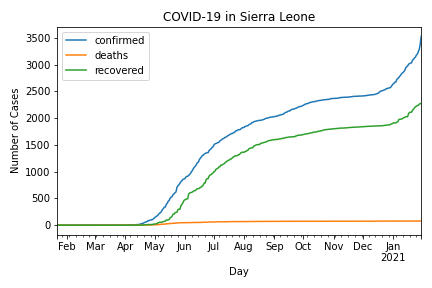 COVID-19 in Sierra Leone
confirmed
deaths
recovered
3500
3000
2500
2000
1500
1000
500
0
Number of Cases
Feb Mar Apr May Jun Jul Aug Sep Oct Nov Dec Jan
2021
Day